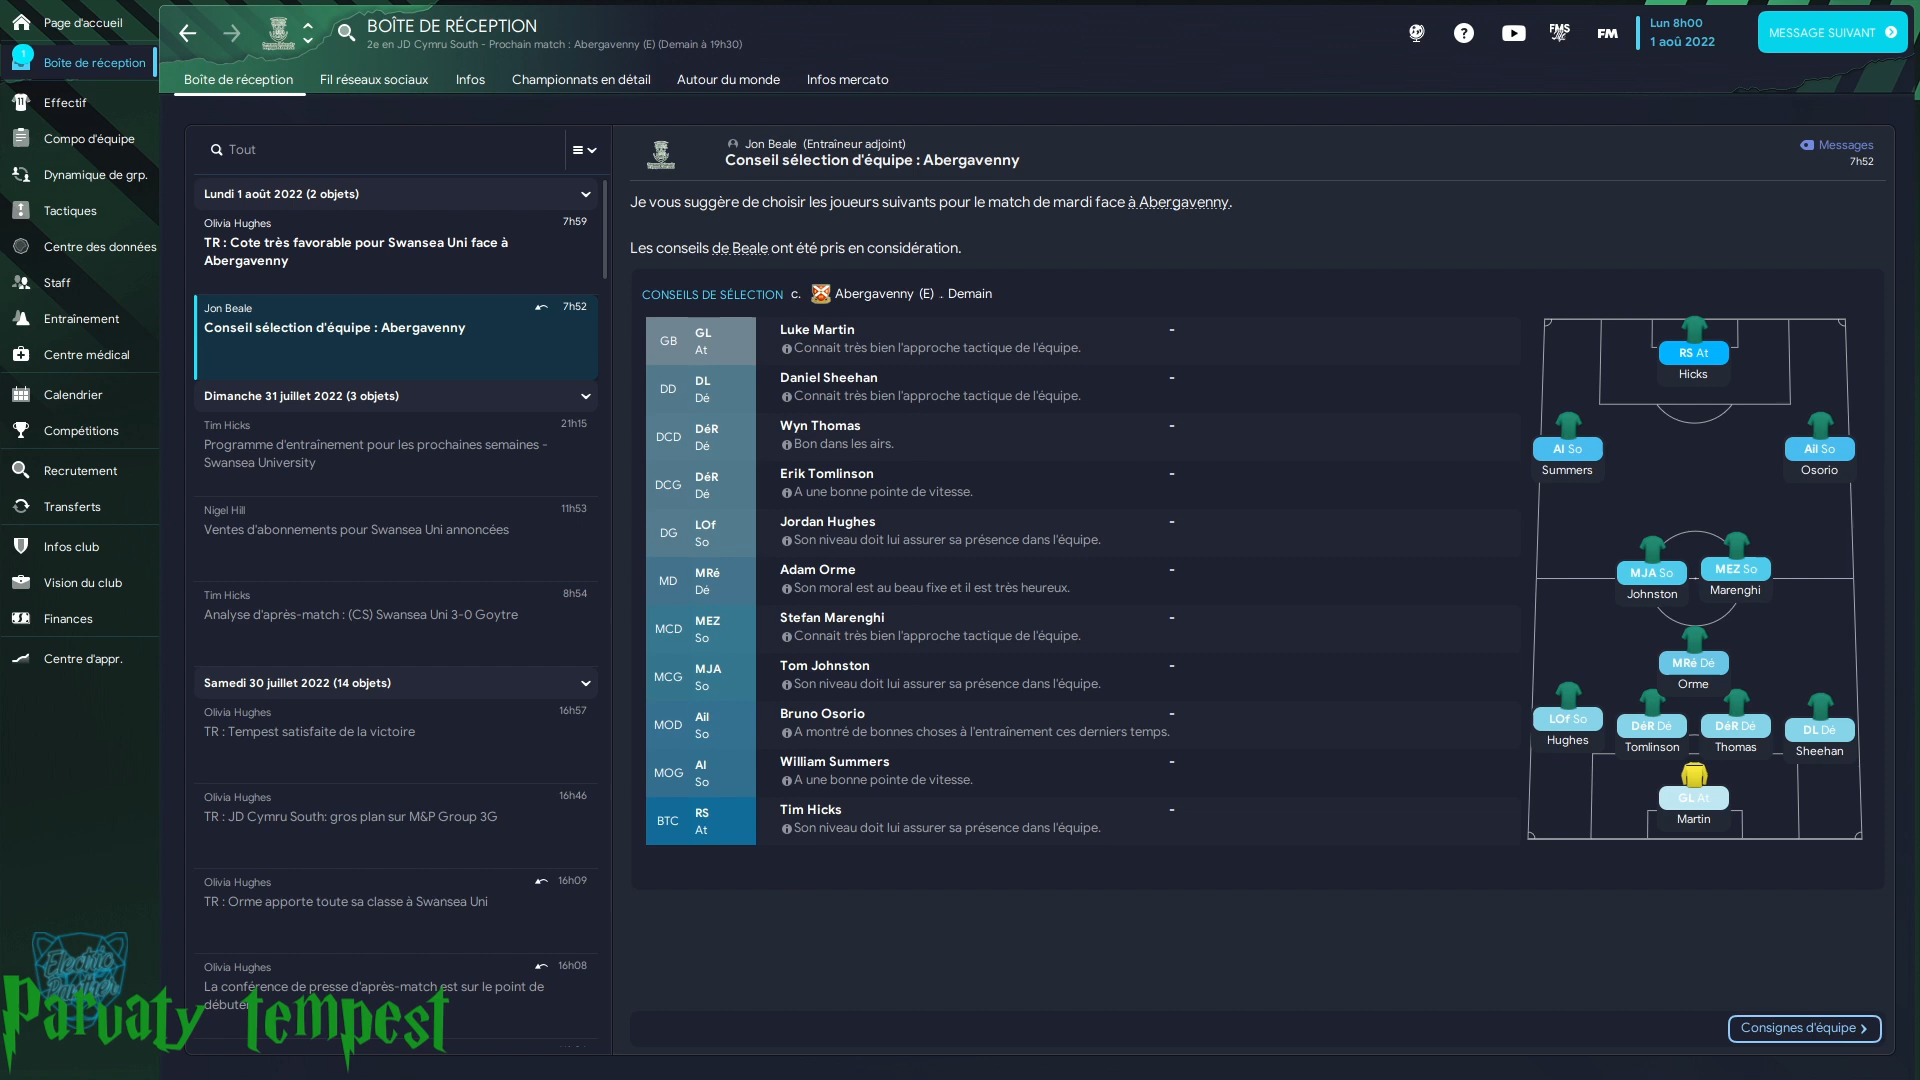 Page d'accueil
1
Boîte de réception
Effectif
Compo d'équipe
Dynamique de grp.
Tactiques
Centre des données
Staff
Entraînement
Centre médical
Calendrier
Compétitions
Recrutement
Transferts
Infos club
Vision du club
Finances
Centre d'appr.
BOÎTE DE RÉCEPTION
2e en JD Cymru South - Prochain match : Abergavenny (E) (Demain à 19h30)
FMS
FM
Lun 8h00
1 aoû 2022
MESSAGE SUIVANT
Boîte de réception
Fil réseaux sociaux
Infos
Championnats en détail
Autour du monde
Infos mercato
Tout
Lundi 1 août 2022 (2 objets)
Olivia Hughes 7h59
TR : Cote très favorable pour Swansea Uni face à
Abergavenny
Jon Beale 7h52
Conseil sélection d'équipe : Abergavenny
Dimanche 31 juillet 2022 (3 objets)
Tim Hicks 21h15
Programme d'entraînement pour les prochaines semaines -
Swansea University
Nigel Hill 11h53
Ventes d'abonnements pour Swansea Uni annoncées
Tim Hicks 8h54
Analyse d'après-match : (CS) Swansea Uni 3-0 Goytre
Samedi 30 juillet 2022 (14 objets)
Olivia Hughes 16h57
TR : Tempest satisfaite de la victoire
Olivia Hughes 16h46
TR : JD Cymru South: gros plan sur M&P Group 3G
Olivia Hughes 16h09
TR : Orme apporte toute sa classe à Swansea Uni
Olivia Hughes 16h08
La conférence de presse d'après-match est sur le point de
débuter
Jon Beale (Entraîneur adjoint)
Conseil sélection d'équipe : Abergavenny
Messages
7h52
Je vous suggère de choisir les joueurs suivants pour le match de mardi face à Abergavenny.
Les conseils de Beale ont été pris en considération.
CONSEILS DE SÉLECTION c. Abergavenny (E) . Demain
GB GL At Luke Martin -
Connait très bien l'approche tactique de l'équipe.
DD DL Dé Daniel Sheehan -
Connait très bien l'approche tactique de l'équipe.
DCD DéR Dé Wyn Thomas -
Bon dans les airs.
DCG DéR Dé Erik Tomlinson -
A une bonne pointe de vitesse.
DG LOf So Jordan Hughes -
Son niveau doit lui assurer sa présence dans l'équipe.
MD MRé Dé Adam Orme -
Son moral est au beau fixe et il est très heureux.
MCD MEZ So Stefan Marenghi -
Connait très bien l'approche tactique de l'équipe.
MCG MJA So Tom Johnston -
Son niveau doit lui assurer sa présence dans l'équipe.
MOD Ail So Bruno Osorio -
A montré de bonnes choses à l'entraînement ces derniers temps.
MOG AI So William Summers -
A une bonne pointe de vitesse.
BTC RS At Tim Hicks -
Son niveau doit lui assurer sa présence dans l'équipe.
RS At
Hicks
AI So
Summers
Ail So
Osorio
MJA So
Johnston
MEZ So
Marenghi
MRé Dé
Orme
LOf So
Hughes
DéR Dé
Tomlinson
DéR Dé
Thomas
DL Dé
Sheehan
GL At
Martin
Consignes d'équipe
Electric Panther
Parvaty tempest